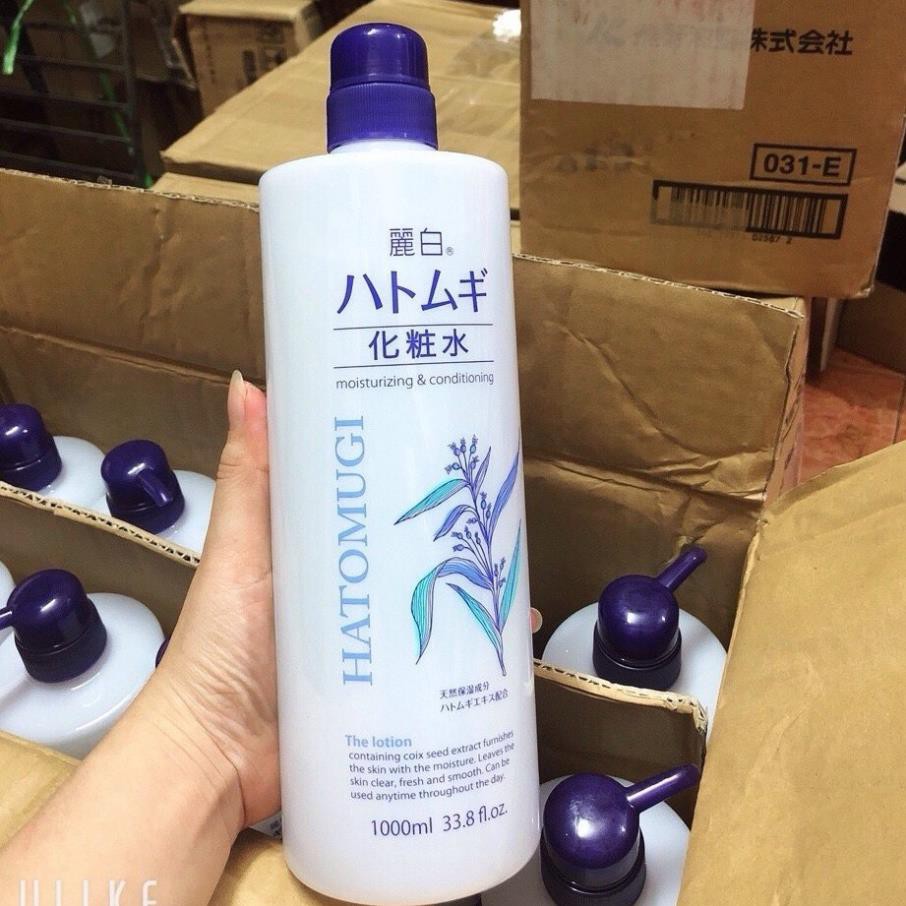 株式会社
031-E
麗白®
ハトムギ
化粧水
moisturizing & conditioning
HATOMUGI
天然保湿成分
ハトムギエキス配合
The lotion
containing coix seed extract furnishes
the skin with the moisture. Leaves the
skin clear, fresh and smooth. Can be
used anytime throughout the day.
1000ml 33.8 fl.oz.